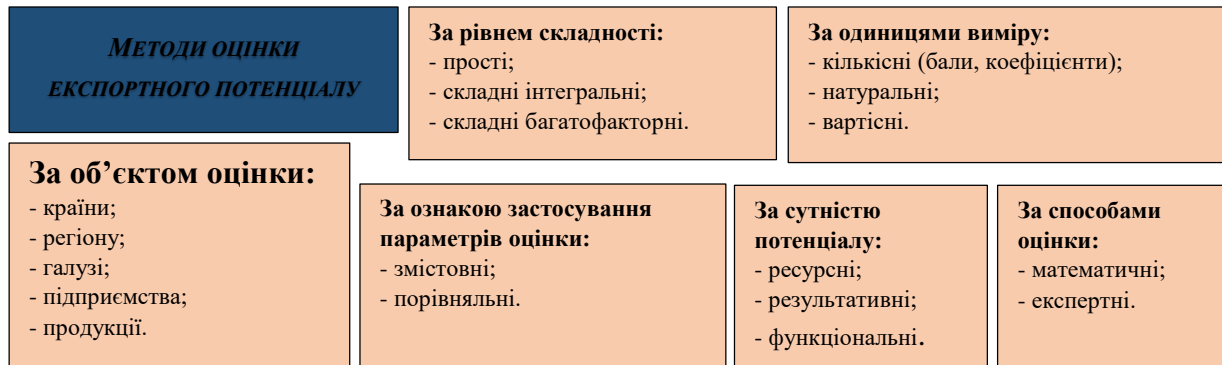 МЕТОДИ ОЦІНКИ
ЕКСПОРТНОГО ПОТЕНЦІАЛУ
За рівнем складності:
- прості;
- складні інтегральні;
- складні багатофакторні.
За одиницями виміру:
- кількісні (бали, коефіцієнти);
- натуральні;
- вартісні.
За об’єктом оцінки:
- країни;
- регіону;
- галузі;
- підприємства;
- продукції.
За ознакою застосування
параметрів оцінки:
- змістовні;
- порівняльні.
За сутністю
потенціалу:
- ресурсні;
- результативні;
- функціональні.
За способами
оцінки:
- математичні;
- експертні.